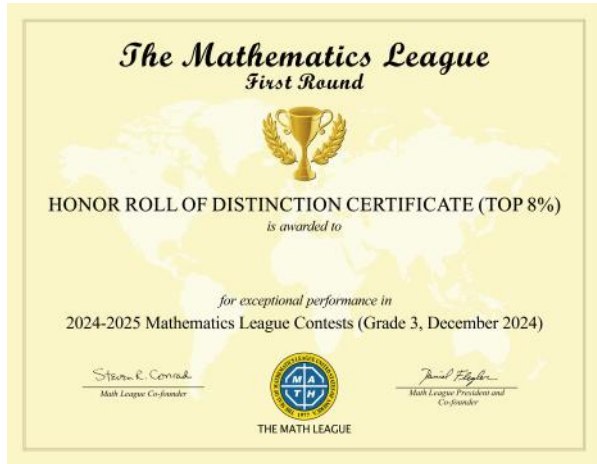 The Mathematics League
First Round
HONOR ROLL OF DISTINCTION CERTIFICATE (TOP 8%)
is awarded to
for exceptional performance in
2024-2025 Mathematics League Contests (Grade 3, December 2024)
Steven R. Conrad
Math League Co-founder
MATH
THE MATH LEAGUE
Daniel Flegler
Math League President and
Co-founder